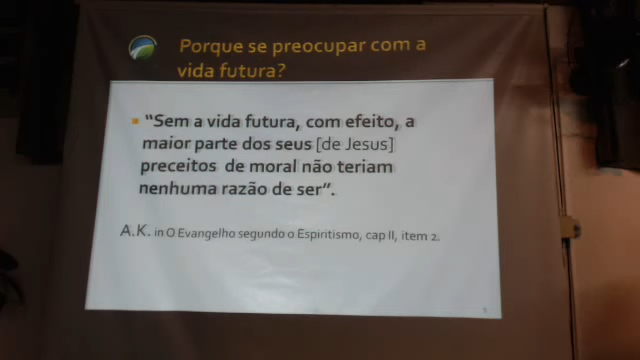 Porque se preocupar com a
vida futura?
“Sem a vida futura, com efeito, a
maior parte dos seus [de Jesus]
preceitos de moral não teriam
nenhuma razão de ser”.
A.K. in O Evangelho segundo o Espiritismo, cap II, item 2.